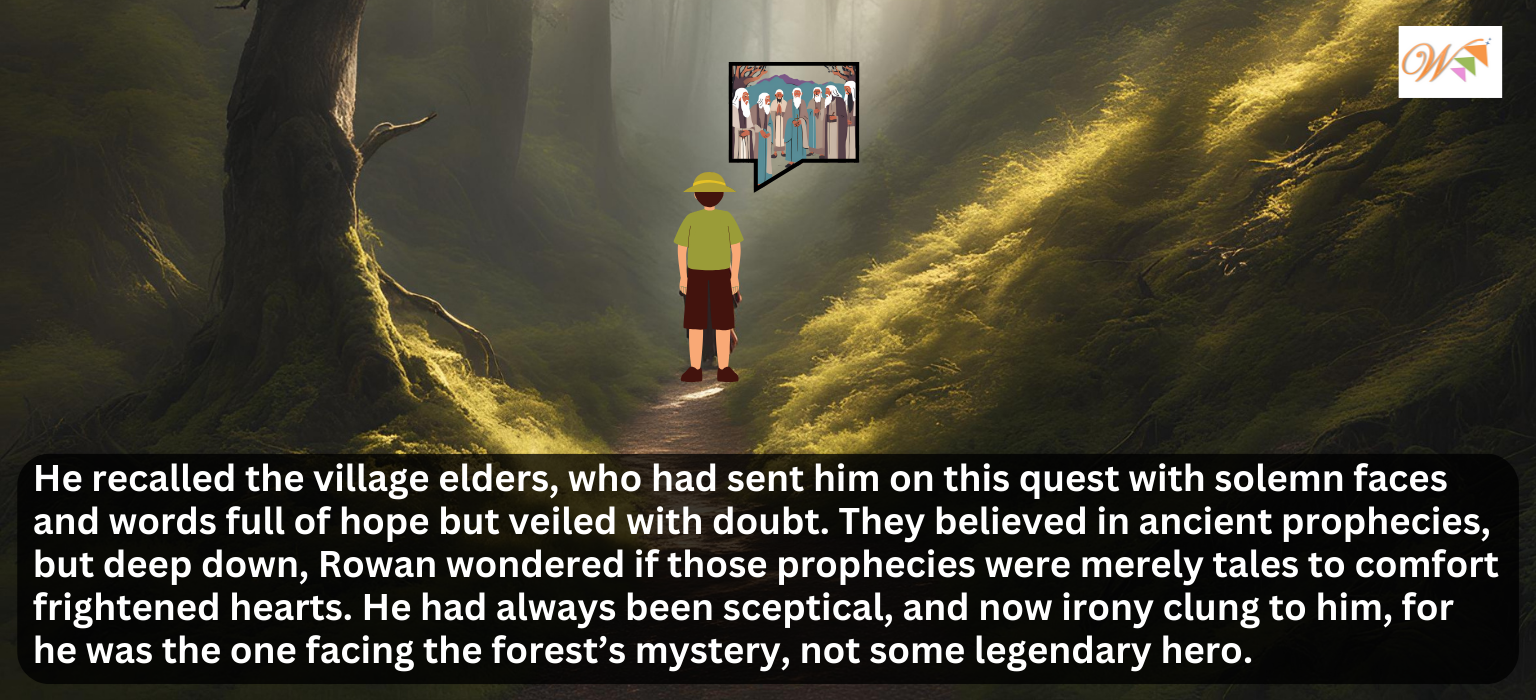 W
He recalled the village elders, who had sent him on this quest with solemn faces
and words full of hope but veiled with doubt. They believed in ancient prophecies,
but deep down, Rowan wondered if those prophecies were merely tales to comfort
frightened hearts. He had always been sceptical, and now irony clung to him, for
he was the one facing the forest’s mystery, not some legendary hero.